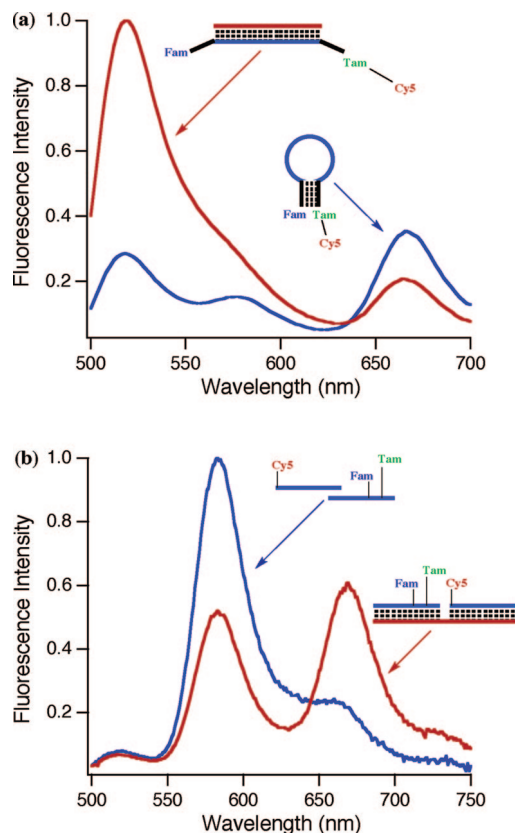 (a)
Fam
Tam
Cy5
Fam Tam
Cy5
Fluorescence Intensity
1.0
0.8
0.6
0.4
0.2
500 550 600 650 700
Wavelength (nm)
(b)
Cy5
Tam
Fam
Tam
Fam Cy5
Fluorescence Intensity
1.0
0.8
0.6
0.4
0.2
500 550 600 650 700 750
Wavelength (nm)